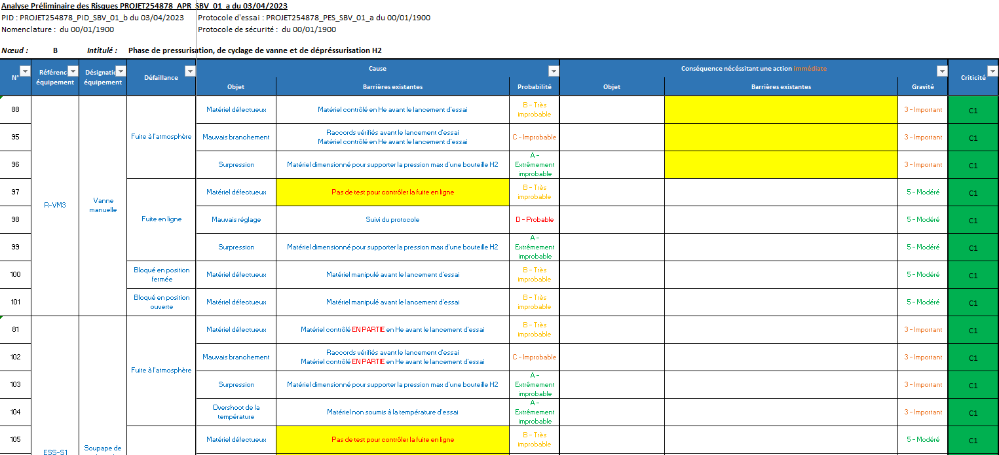 Analyse Préliminaire des Risques PROJET254878_APR_SBV_01_a du 03/04/2023
PID : PROJET254878_PID_SBV_01_b du 03/04/2023 Protocole d'essai : PROJET254878_PES_SBV_01_a du 00/01/1900
Nomenclature : du 00/01/1900 Protocole de sécurité : du 00/01/1900
Nœud : B Intitulé : Phase de pressurisation, de cyclage de vanne et de dépréssurisation H2
N° Référenc équipement Désignatic équipement Défaillance Cause Conséquence nécéssitant une action immédiate Criticité
Objet Barrières existantes Probabilité Objet Barrières existantes Gravité
R-VM3
Vanne
manuelle
Fuite à l'atmosphère
88 Matériel défectueux Matériel contrôlé en He avant le lancement d'essai B - Très improbable 3 - Important C1
95 Mauvais branchement Raccords vérifiés avant le lancement d'essai
Matériel contrôlé en He avant le lancement d'essai C - Improbable 3 - Important C1
96 Surpression Matériel dimensionné pour supporter la pression max d'une bouteille H2 A - Extrêmement improbable 3 - Important C1
Fuite en ligne
97 Matériel défectueux Pas de test pour contrôler la fuite en ligne B - Très improbable 5 - Modéré C1
98 Mauvais réglage Suivi du protocole D - Probable 5 - Modéré C1
99 Surpression Matériel dimensionné pour supporter la pression max d'une bouteille H2 A - Extrêmement improbable 5 - Modéré C1
100 Bloqué en position fermée Matériel défectueux Matériel manipulé avant le lancement d'essai B - Très improbable 5 - Modéré C1
101 Bloqué en position ouverte Matériel défectueux Matériel manipulé avant le lancement d'essai B - Très improbable 5 - Modéré C1
ESS-S1
Soupape de
Fuite à l'atmosphère
81 Matériel défectueux Matériel contrôlé EN PARTIE en He avant le lancement d'essai B - Très improbable 3 - Important C1
102 Mauvais branchement Raccords vérifiés avant le lancement d'essai
Matériel contrôlé EN PARTIE en He avant le lancement d'essai C - Improbable 3 - Important C1
103 Surpression Matériel dimensionné pour supporter la pression max d'une bouteille H2 A - Extrêmement improbable 3 - Important C1
104 Overshoot de la température Matériel non soumis à la température d'essai A - Extrêmement improbable 3 - Important C1
105 Matériel défectueux Pas de test pour contrôler la fuite en ligne B - Très improbable 5 - Modéré C1